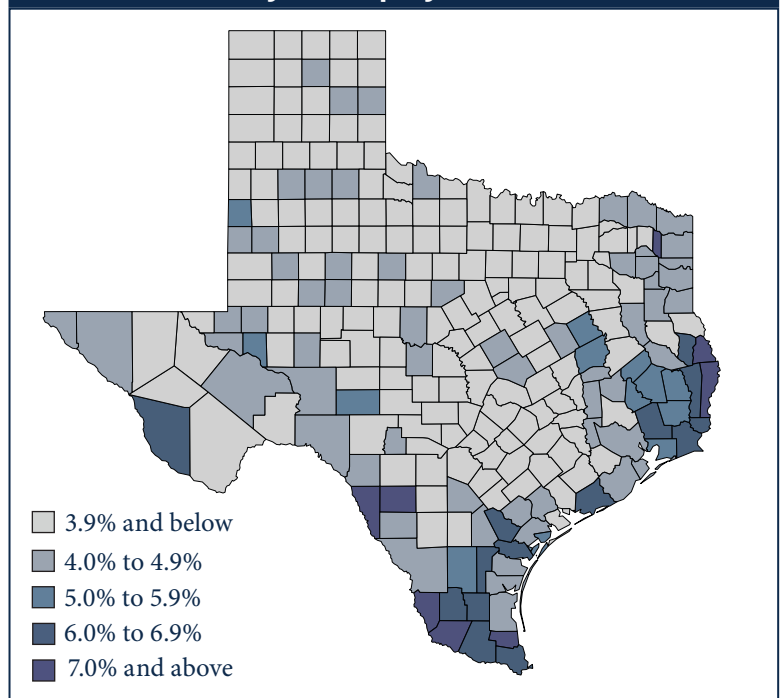 3.9% and below
4.0% to 4.9%
5.0% to 5.9%
6.0% to 6.9%
7.0% and above